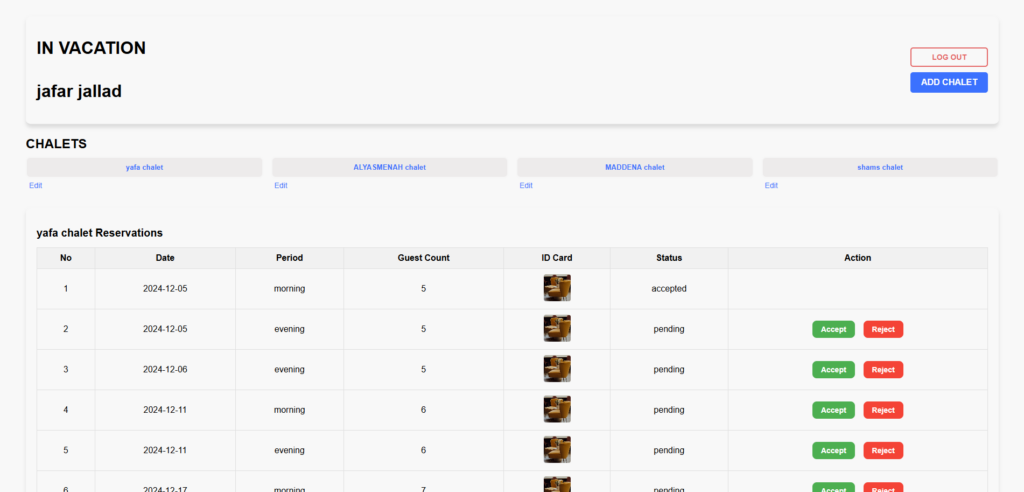 IN VACATION
LOG OUT
ADD CHALET
jafar jallad
CHALETS
yafa chalet ALYASMENAH chalet MADDENA chalet shams chalet
Edit Edit Edit Edit
yafa chalet Reservations
No Date Period Guest Count ID Card Status Action
1 2024-12-05 morning 5 accepted
2 2024-12-05 evening 5 pending Accept Reject
3 2024-12-06 evening 5 pending Accept Reject
4 2024-12-11 morning 6 pending Accept Reject
5 2024-12-11 evening 6 pending Accept Reject
6 2024-12-17 morning 7 pending Accept Reject